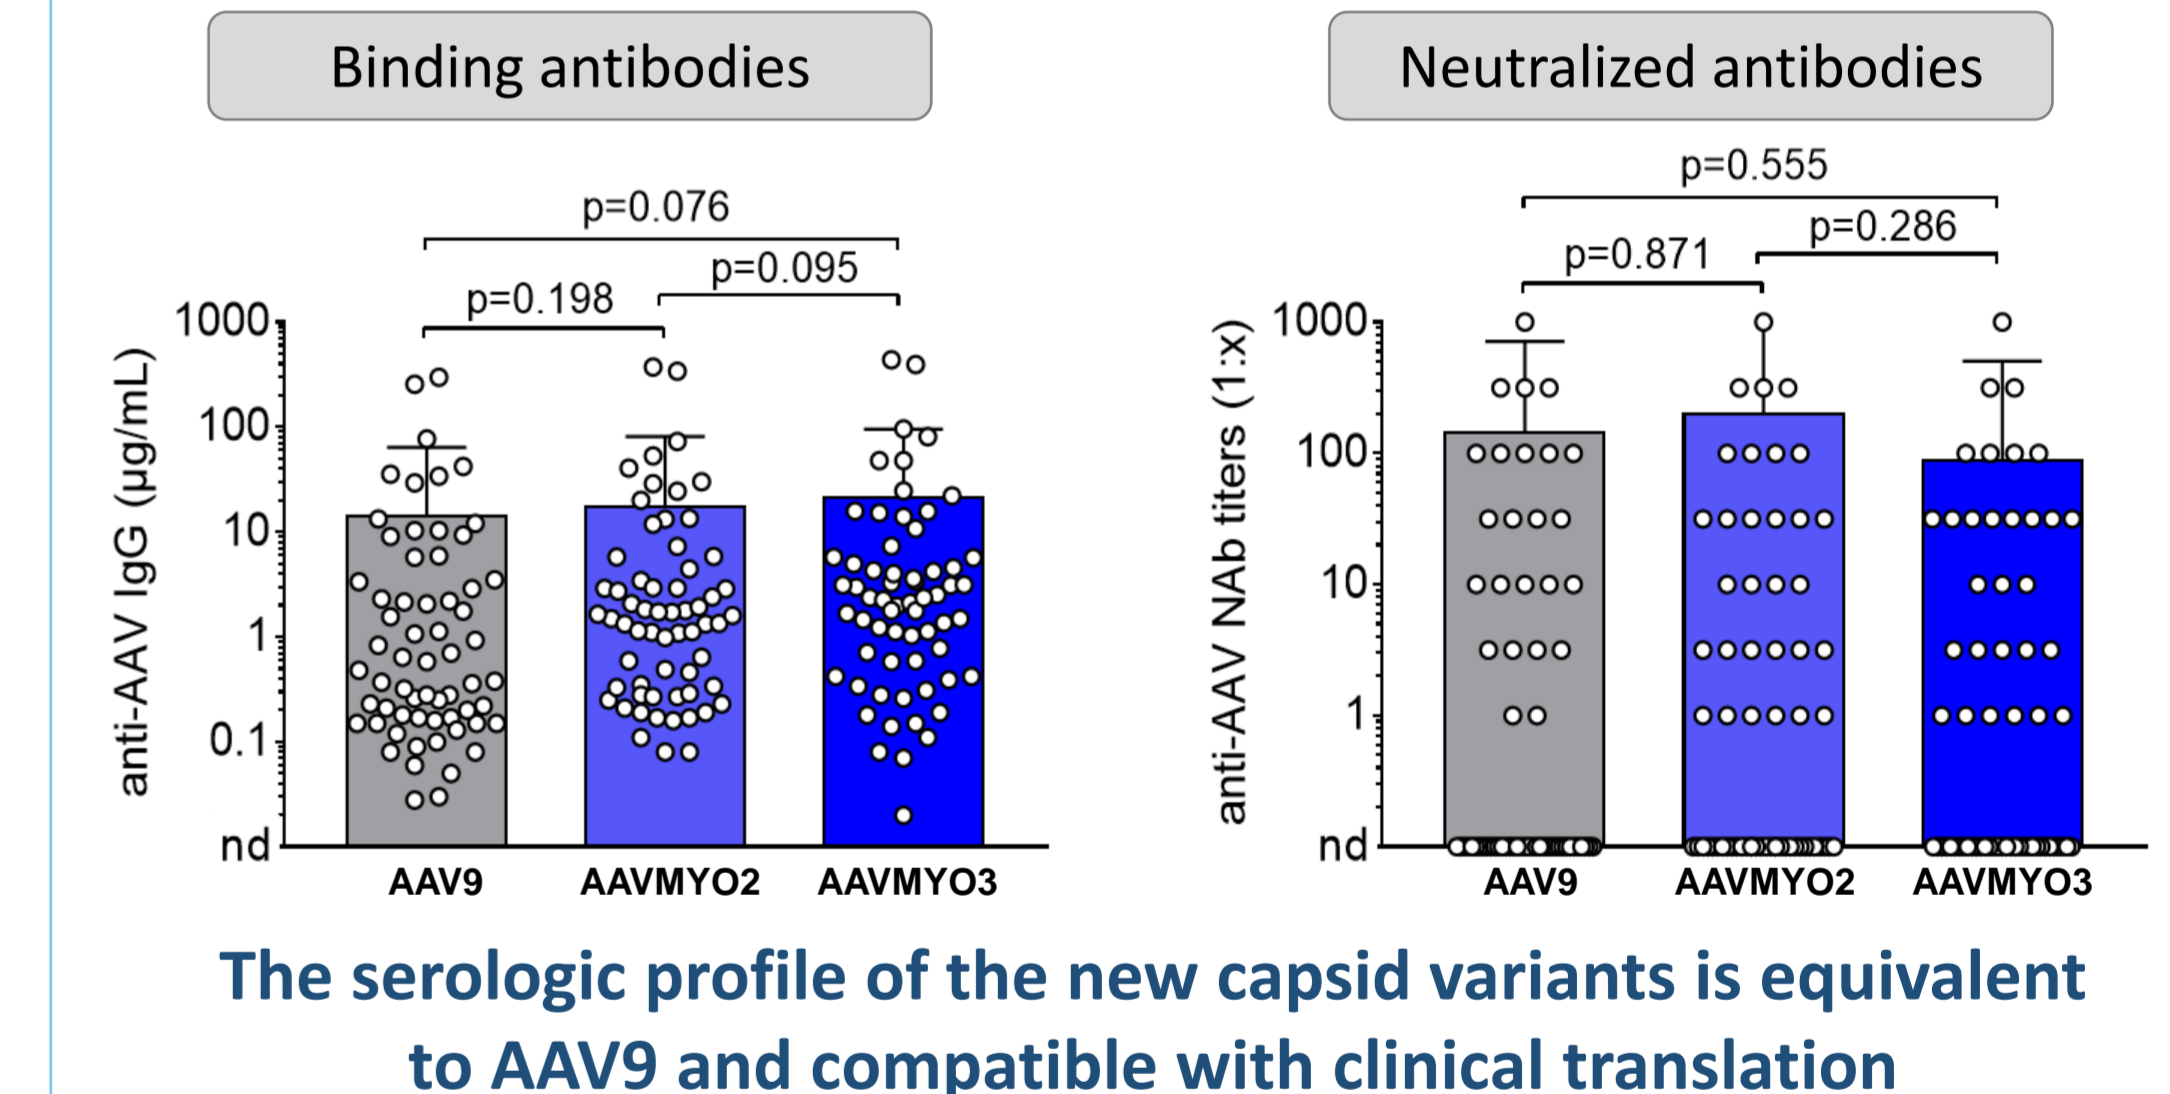 Binding antibodies
p=0.076
p=0.095
p=0.198
anti-AAV IgG (µg/mL)
1000
100
10
1
0.1
nd
AAV9 AAVMYO2 AAVMYO3
Neutralized antibodies
p=0.555
p=0.286
p=0.871
anti-AAV NAb titers (1:x)
1000
100
10
1
nd
AAV9 AAVMYO2 AAVMYO3
The serologic profile of the new capsid variants is equivalent
to AAV9 and compatible with clinical translation